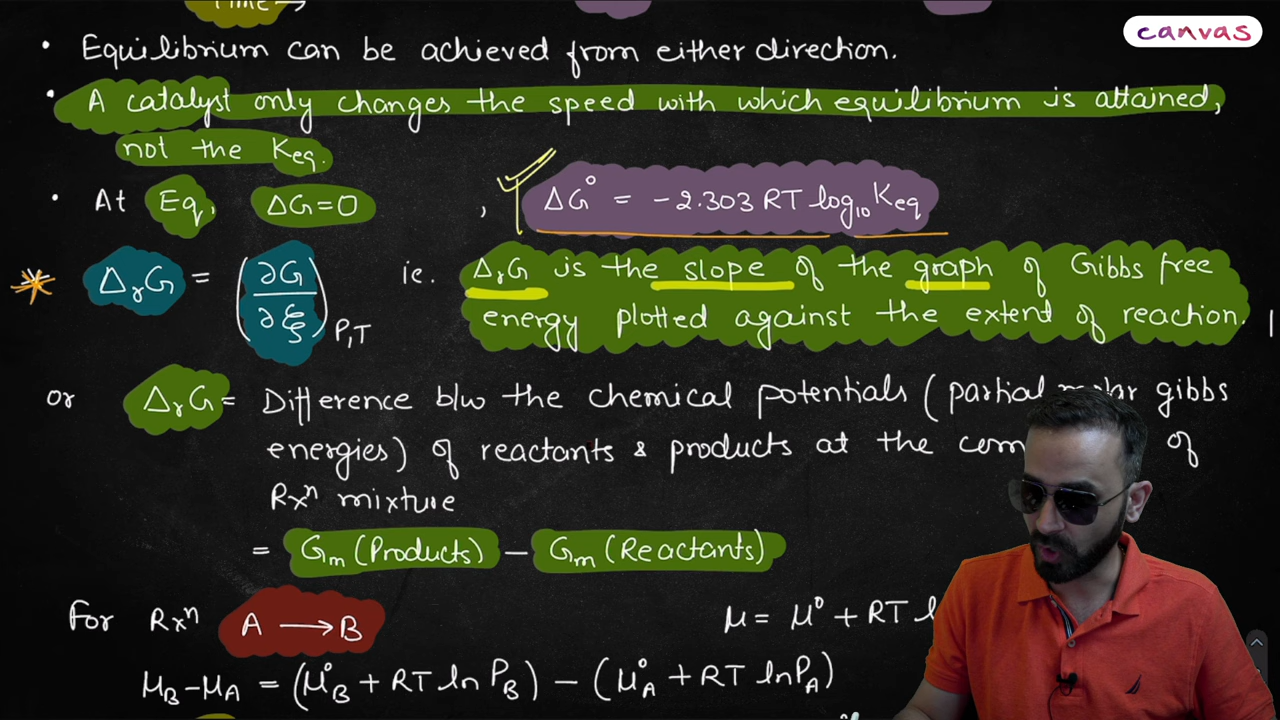 Time →
canvas
• Equilibrium can be achieved from either direction.
• A catalyst only changes the speed with which equilibrium is attained,
not the Keq.
• At Eq, ΔG=0 , ΔG° = -2.303 RT log₁₀ Keq
* ΔᵣG = (∂G/∂ξ)P,T ie. ΔᵣG is the slope of the graph of Gibbs free
energy plotted against the extend of reaction.
or ΔᵣG = Difference b/w the chemical potentials (partial molar gibbs
energies) of reactants & products at the com of
Rxⁿ mixture
= Gm (Products) – Gm (Reactants)
For Rxⁿ A → B μ = μ° + RT l
μB-μA = (μ°B + RT ln PB) - (μ°A + RT ln PA)